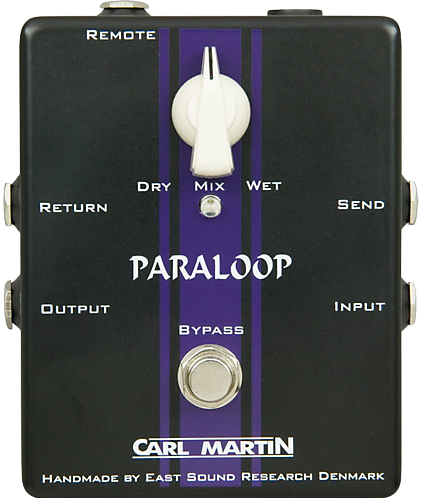 REMOTE
DRY MIX WET
RETURN SEND
PARALOOP
OUTPUT INPUT
BYPASS
CARL MARTIN
HANDMADE BY EAST SOUND RESEARCH DENMARK